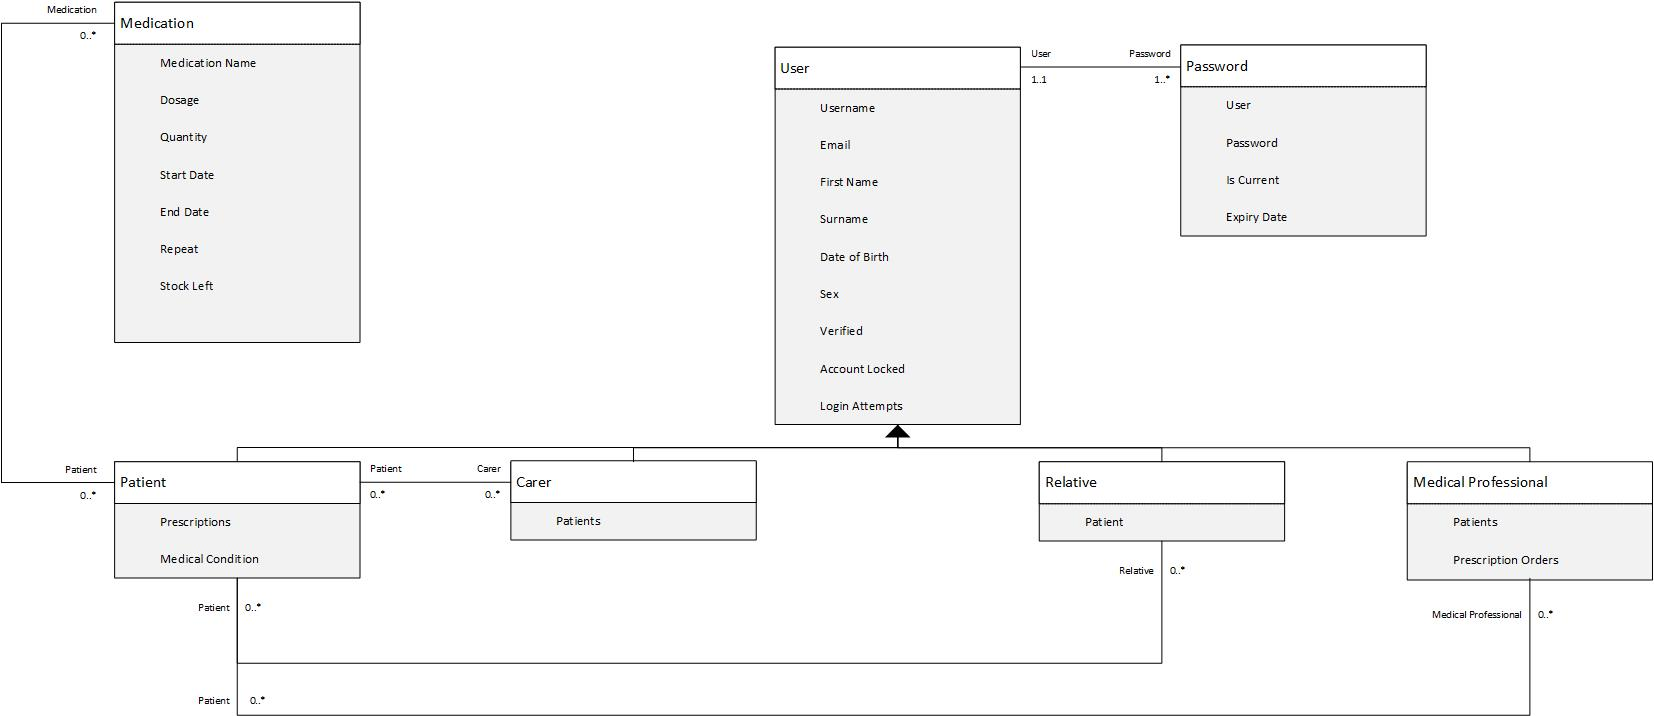 Medication
0..*
Medication
Medication Name
Dosage
Quantity
Start Date
End Date
Repeat
Stock Left
User
Username
Email
First Name
Surname
Date of Birth
Sex
Verified
Account Locked
Login Attempts
User
1..1
Password
1..*
Password
User
Password
Is Current
Expiry Date
Patient
0..*
Patient
Prescriptions
Medical Condition
Patient
0..*
Carer
0..*
Carer
Patients
Relative
Patient
Medical Professional
Patients
Prescription Orders
Relative
0..*
Patient
0..*
Medical Professional
0..*
Patient
0..*